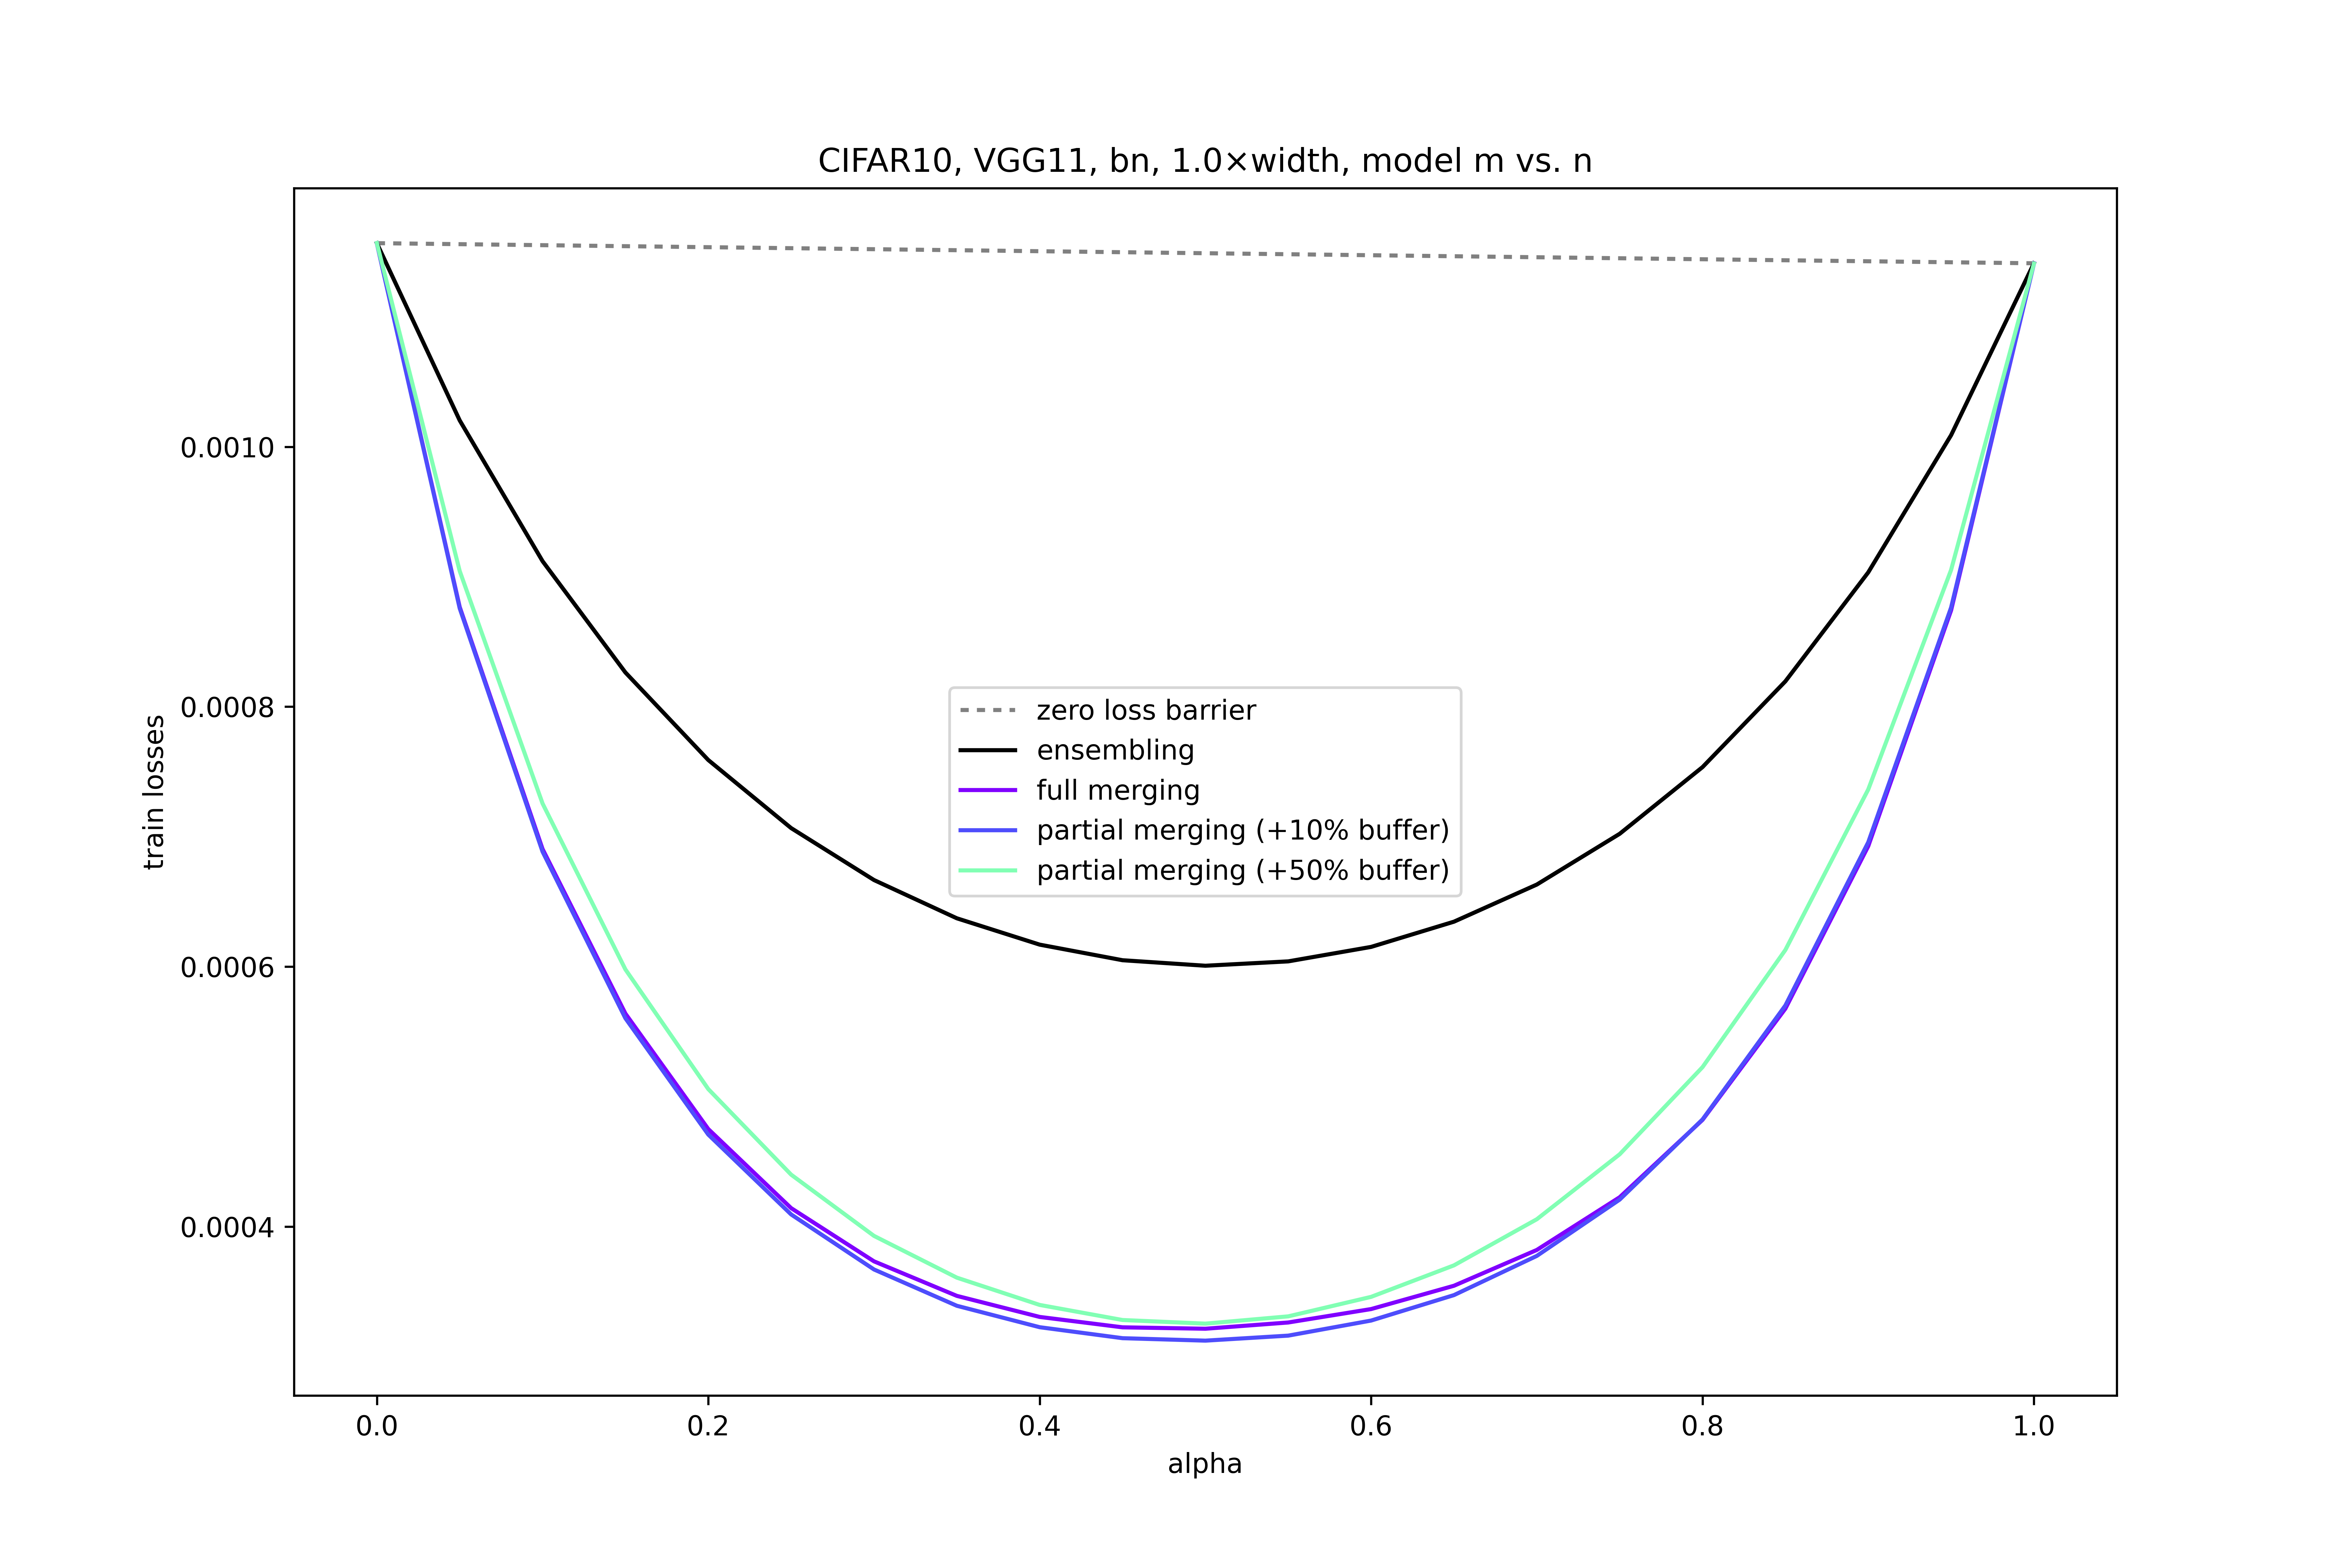 CIFAR10, VGG11, bn, 1.0×width, model m vs. n
0.0010
0.0008
0.0006
0.0004
train losses
zero loss barrier
ensembling
full merging
partial merging (+10% buffer)
partial merging (+50% buffer)
0.0 0.2 0.4 0.6 0.8 1.0
alpha